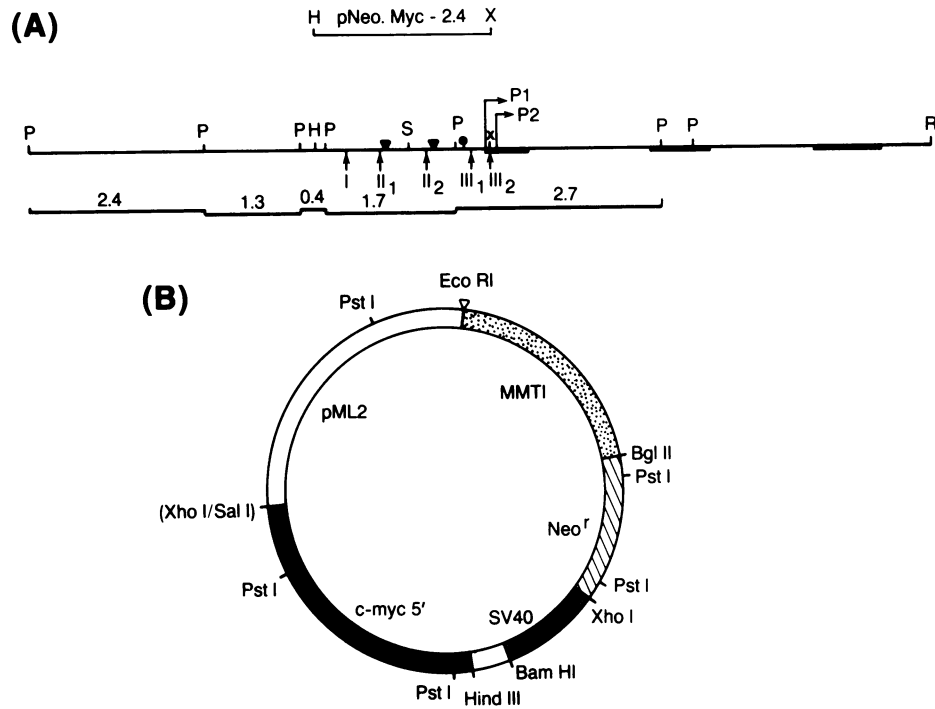 (A)
H pNeo. Myc - 2.4 X
P1
P2
P P P H P S P X P P R
I II1 II2 III1 III2
2.4 1.3 0.4 1.7 2.7
(B)
Eco RI
Pst I
MMTI
pML2
Bgl II
Pst I
(Xho I/Sal I)
Neo r
Pst I
Pst I
c-myc 5'
SV40
Xho I
Bam HI
Pst I
Hind III